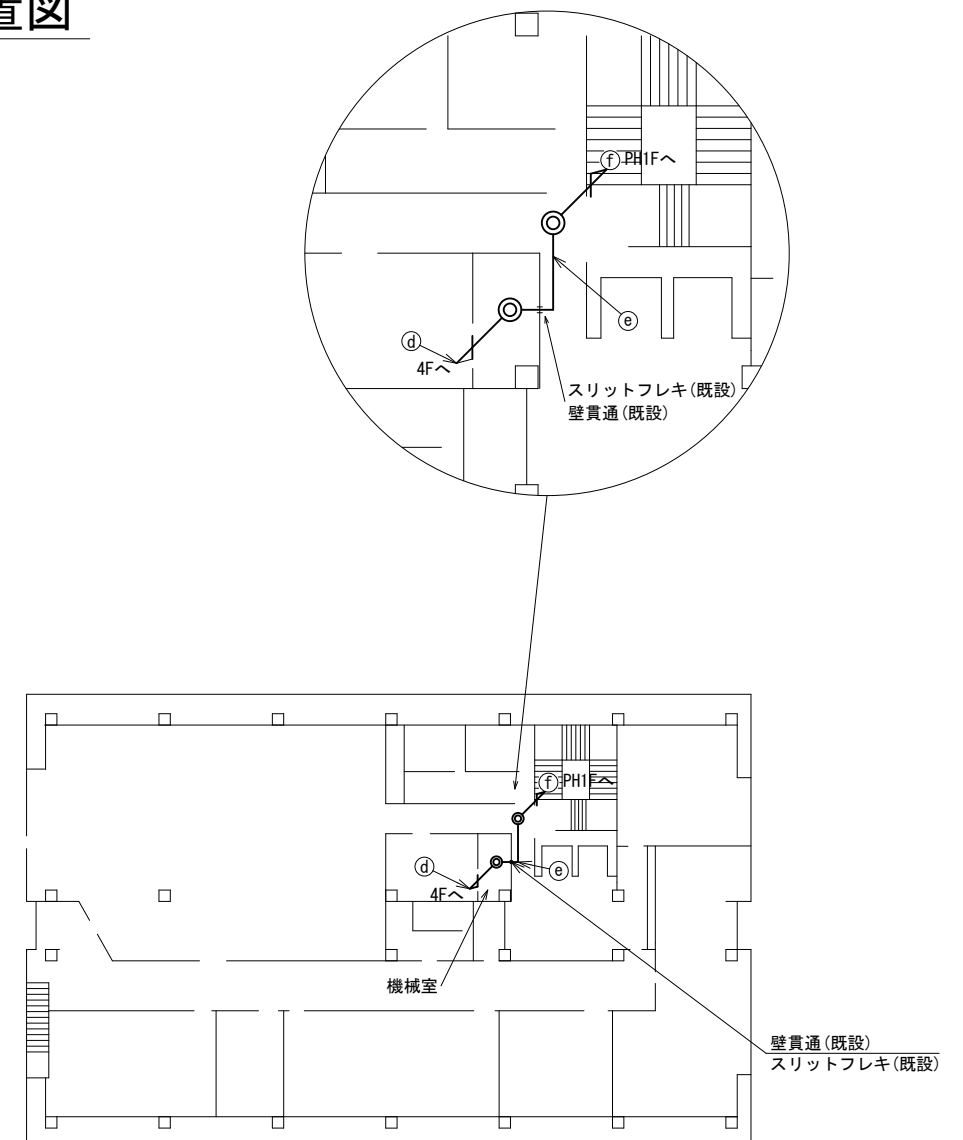 置図
ⓕ PH1Fへ
ⓓ
4Fへ
ⓔ
スリットフレキ(既設)
壁貫通(既設)
ⓕ PH1Fへ
ⓓ
4Fへ
ⓔ
機械室
壁貫通(既設)
スリットフレキ(既設)